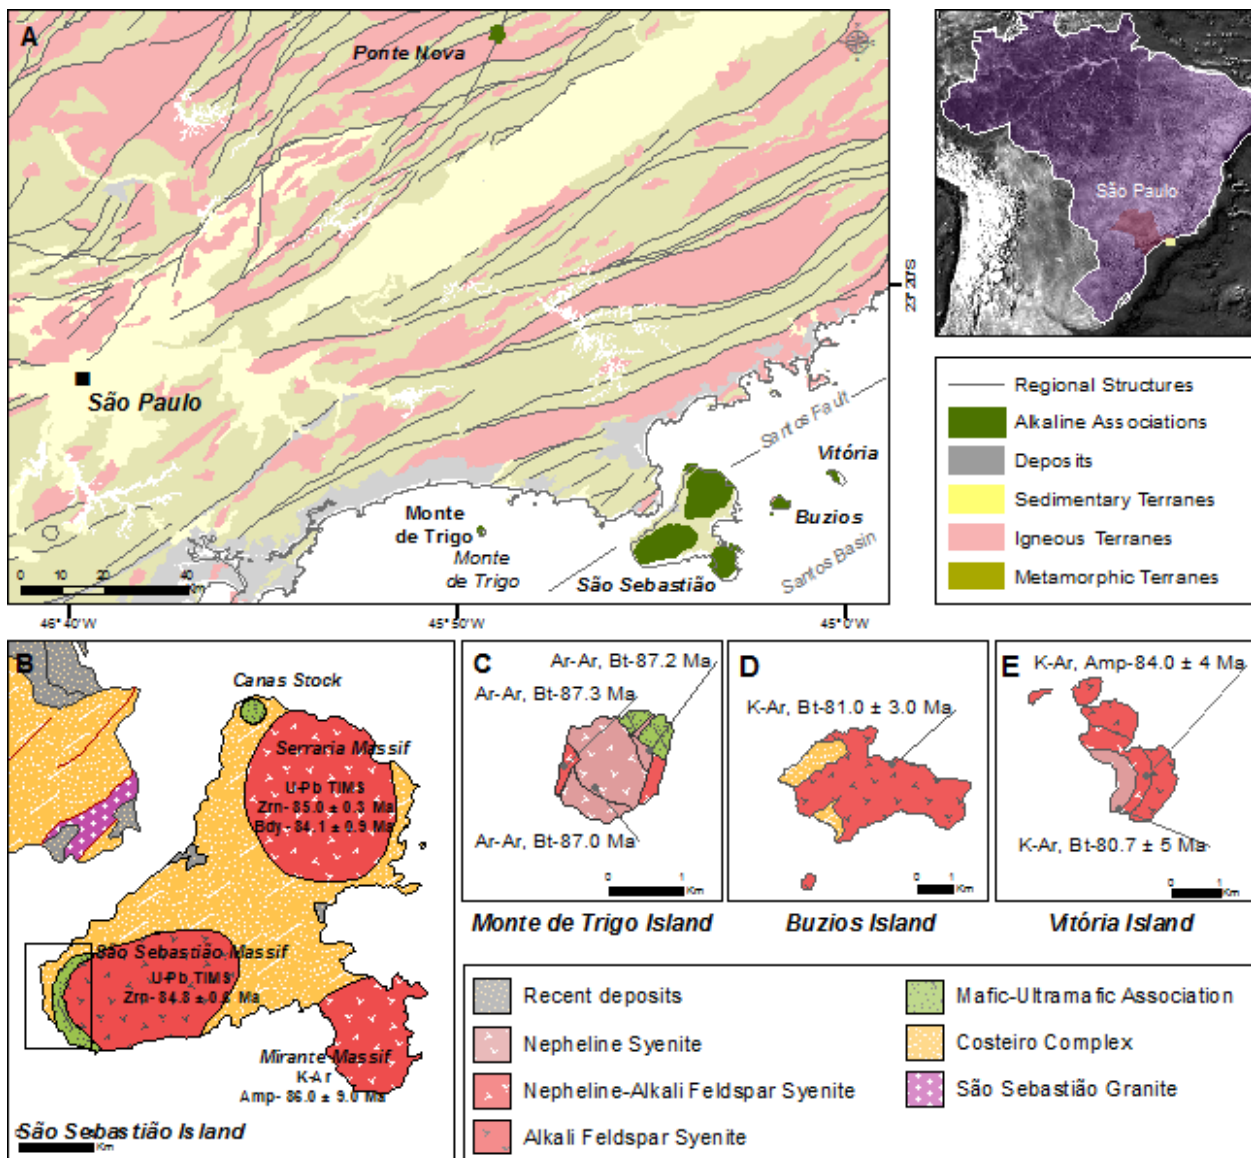 A
Ponte Nova
São Paulo
Santos Fault
Vitória
Buzios
Monte
de Trigo
Monte
de Trigo
São Sebastião
Santos Basin
0 10 20 40
Km
46°40'W
45°50'W
45°0'W
23°20'S
São Paulo
Regional Structures
Alkaline Associations
Deposits
Sedimentary Terranes
Igneous Terranes
Metamorphic Terranes
B
Canas Stock
Serraria Massif
U-Pb TIMS
Zrn- 85.0 ± 0.3 Ma
Bdy- 84.1 ± 0.9 Ma
São Sebastião Massif
U-Pb TIMS
Mirante Massif
K-Ar
Amp- 86.0 ± 9.0 Ma
São Sebastião Island
Km
C
Ar-Ar, Bt-87.2 Ma
Ar-Ar, Bt-87.3 Ma
Ar-Ar, Bt-87.0 Ma
0 1
Km
Monte de Trigo Island
D
K-Ar, Bt-81.0 ± 3.0 Ma
0 1
Km
Buzios Island
E
K-Ar, Amp-84.0 ± 4 Ma
K-Ar, Bt-80.7 ± 5 Ma
0 1
Km
Vitória Island
Recent deposits
Nepheline Syenite
Nepheline-Alkali Feldspar Syenite
Alkali Feldspar Syenite
Mafic-Ultramafic Association
Costeiro Complex
São Sebastião Granite